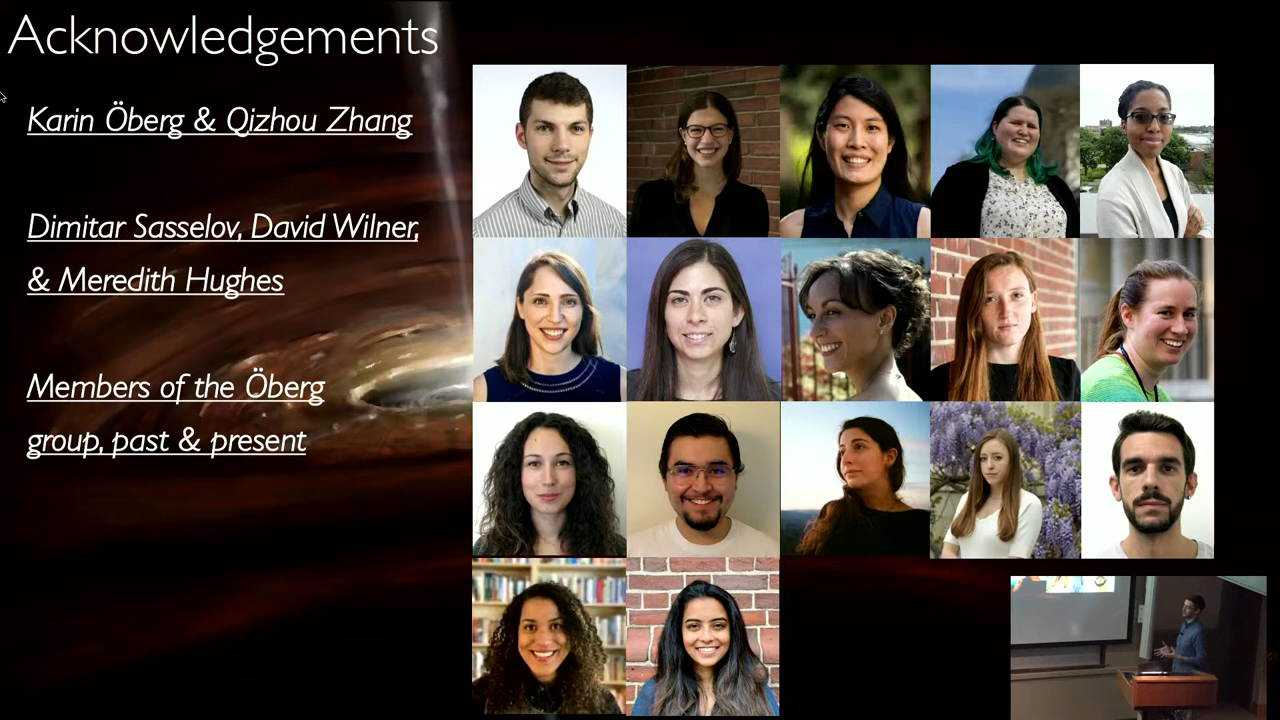 Acknowledgements
Karin Öberg & Qizhou Zhang
Dimitar Sasselov, David Wilner,
& Meredith Hughes
Members of the Öberg
group, past & present